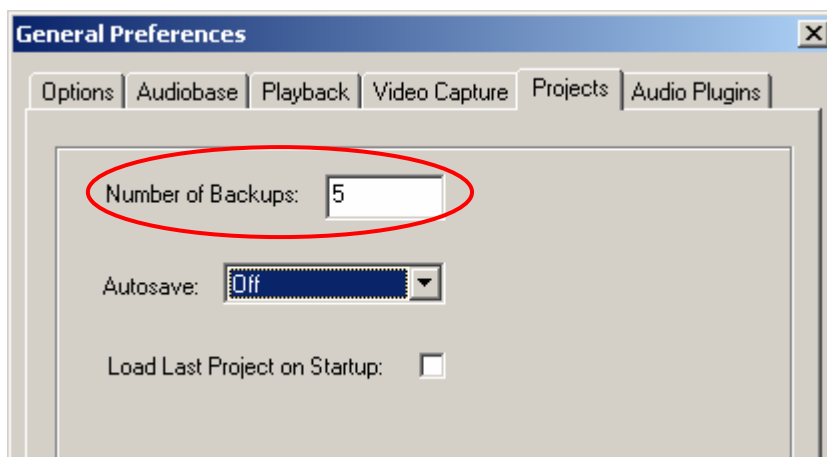 General Preferences
Options Audiobase Playback Video Capture Projects Audio Plugins
Number of Backups: 5
Autosave: Off
Load Last Project on Startup: